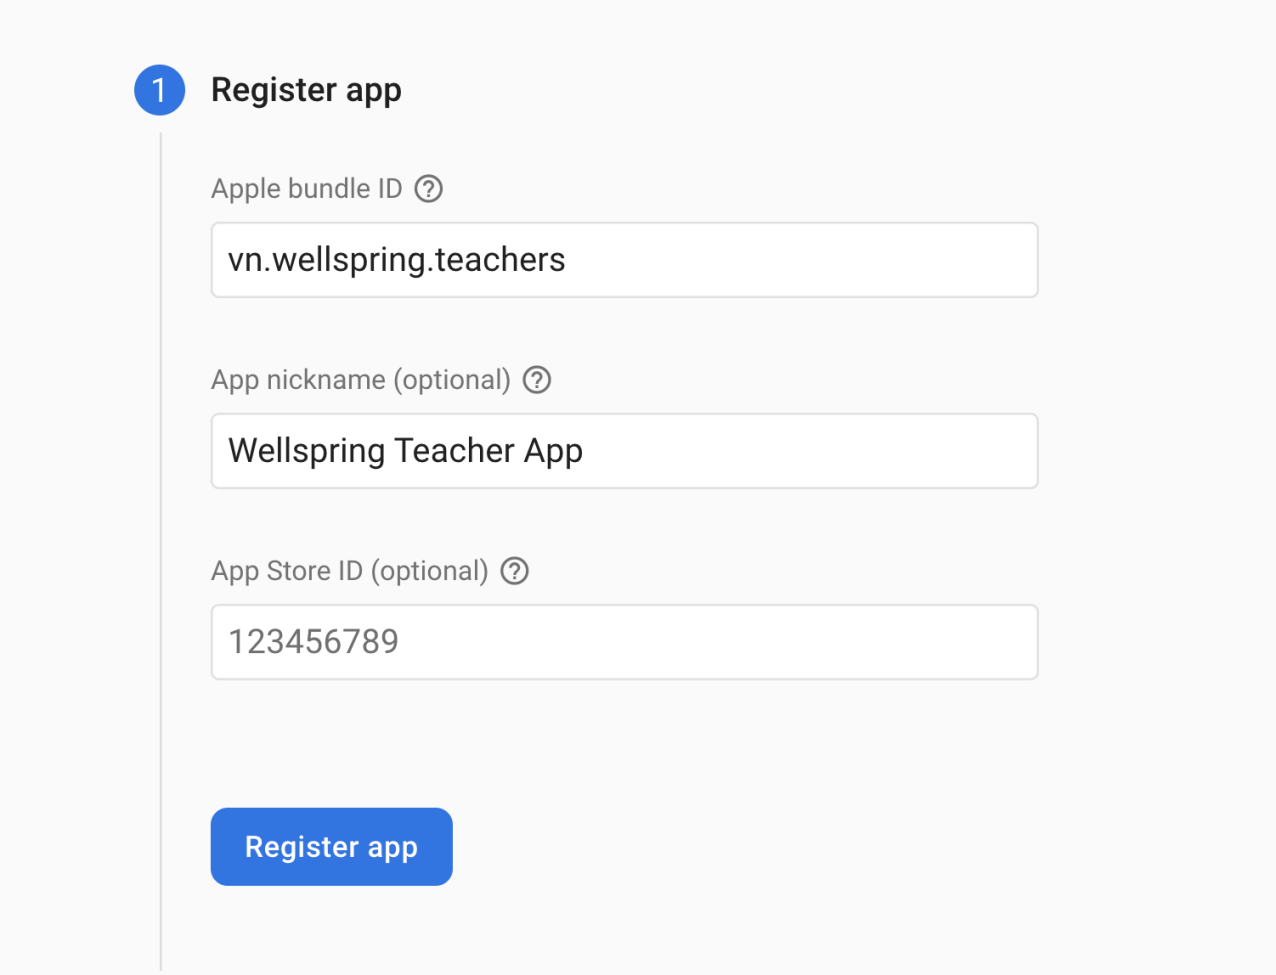 1 Register app
Apple bundle ID ?
vn.wellspring.teachers
App nickname (optional) ?
Wellspring Teacher App
App Store ID (optional) ?
123456789
Register app